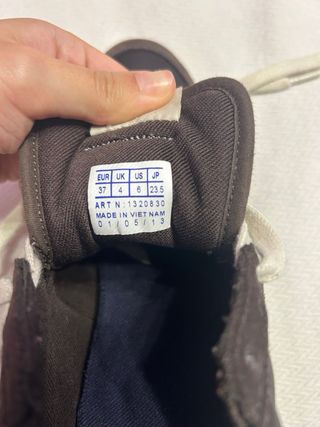 EUR UK US JP
37 4 6 23.5
ART N: 1320830
MADE IN VIETNAM
01/05/13